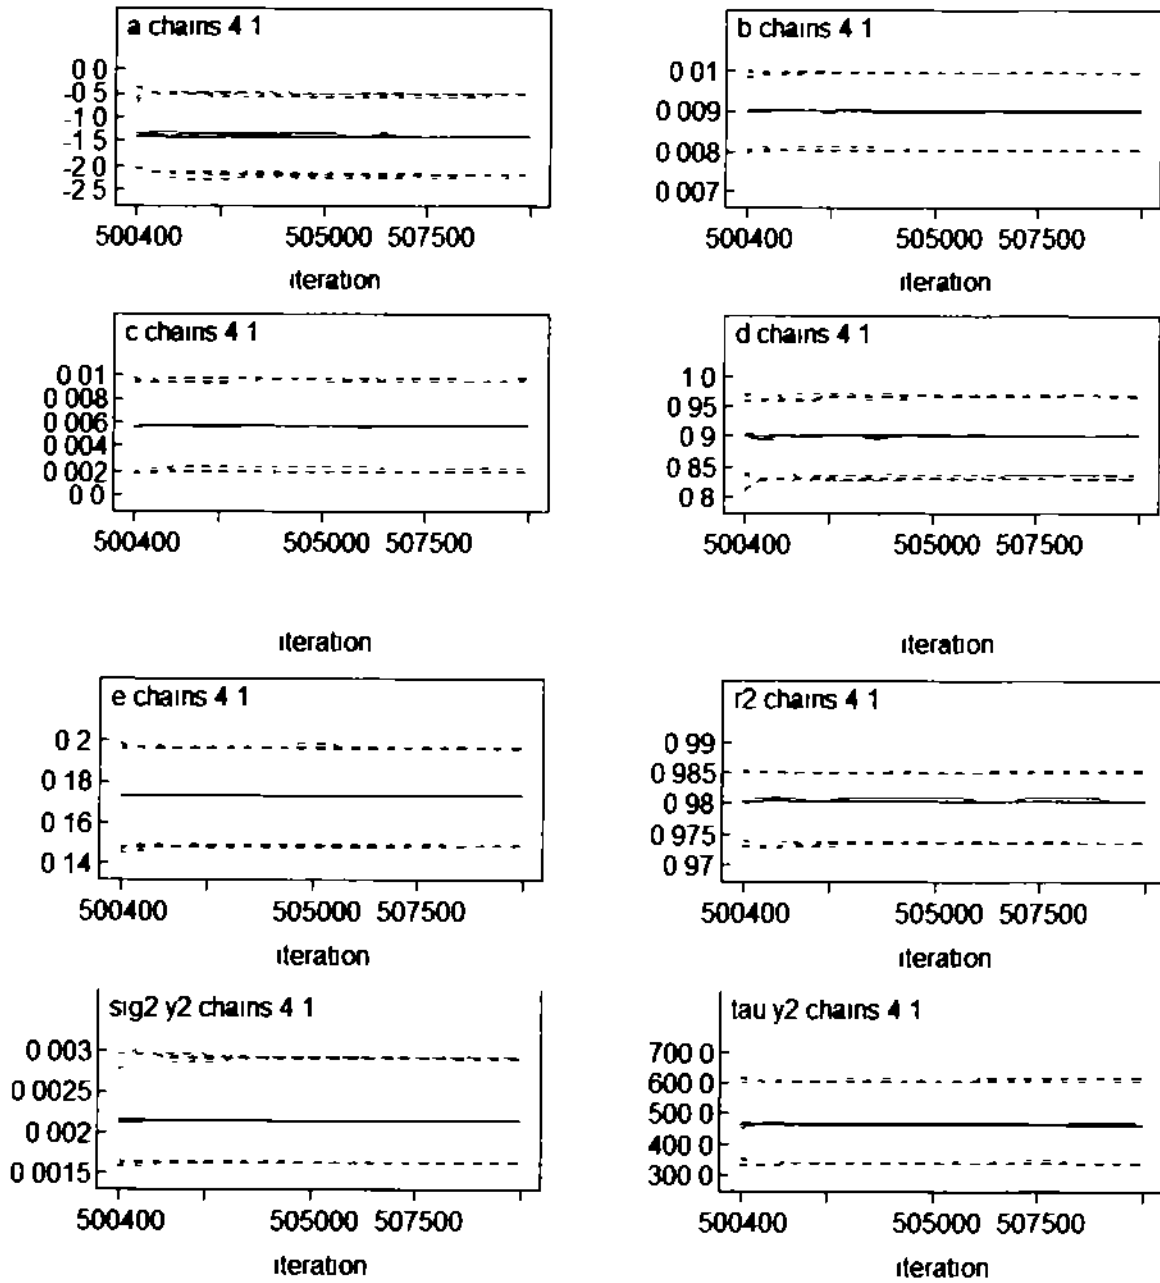 a chains 4 1
0 0
-0 5
-1 0
-1 5
-2 0
-2 5
500400 505000 507500
iteration
b chains 4 1
0 01
0 009
0 008
0 007
500400 505000 507500
iteration
c chains 4 1
0 01
0 008
0 006
0 004
0 002
0 0
500400 505000 507500
iteration
d chains 4 1
1 0
0 95
0 9
0 85
0 8
500400 505000 507500
iteration
e chains 4 1
0 2
0 18
0 16
0 14
500400 505000 507500
iteration
r2 chains 4 1
0 99
0 985
0 98
0 975
0 97
500400 505000 507500
iteration
sig2 y2 chains 4 1
0 003
0 0025
0 002
0 0015
500400 505000 507500
iteration
tau y2 chains 4 1
700 0
600 0
500 0
400 0
300 0
500400 505000 507500
iteration